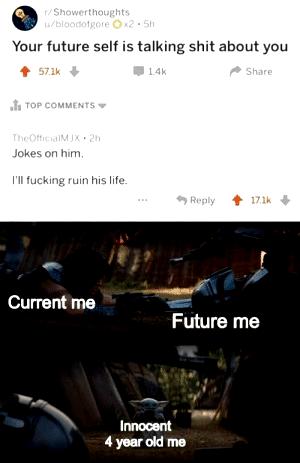 r/Showerthoughts
u/bloodofgore x2 • 5h
Your future self is talking shit about you
57.1k 1.4k Share
TOP COMMENTS
TheOfficialMJX • 2h
Jokes on him.
I'll fucking ruin his life.
... Reply 17.1k
Current me
Future me
Innocent
4 year old me